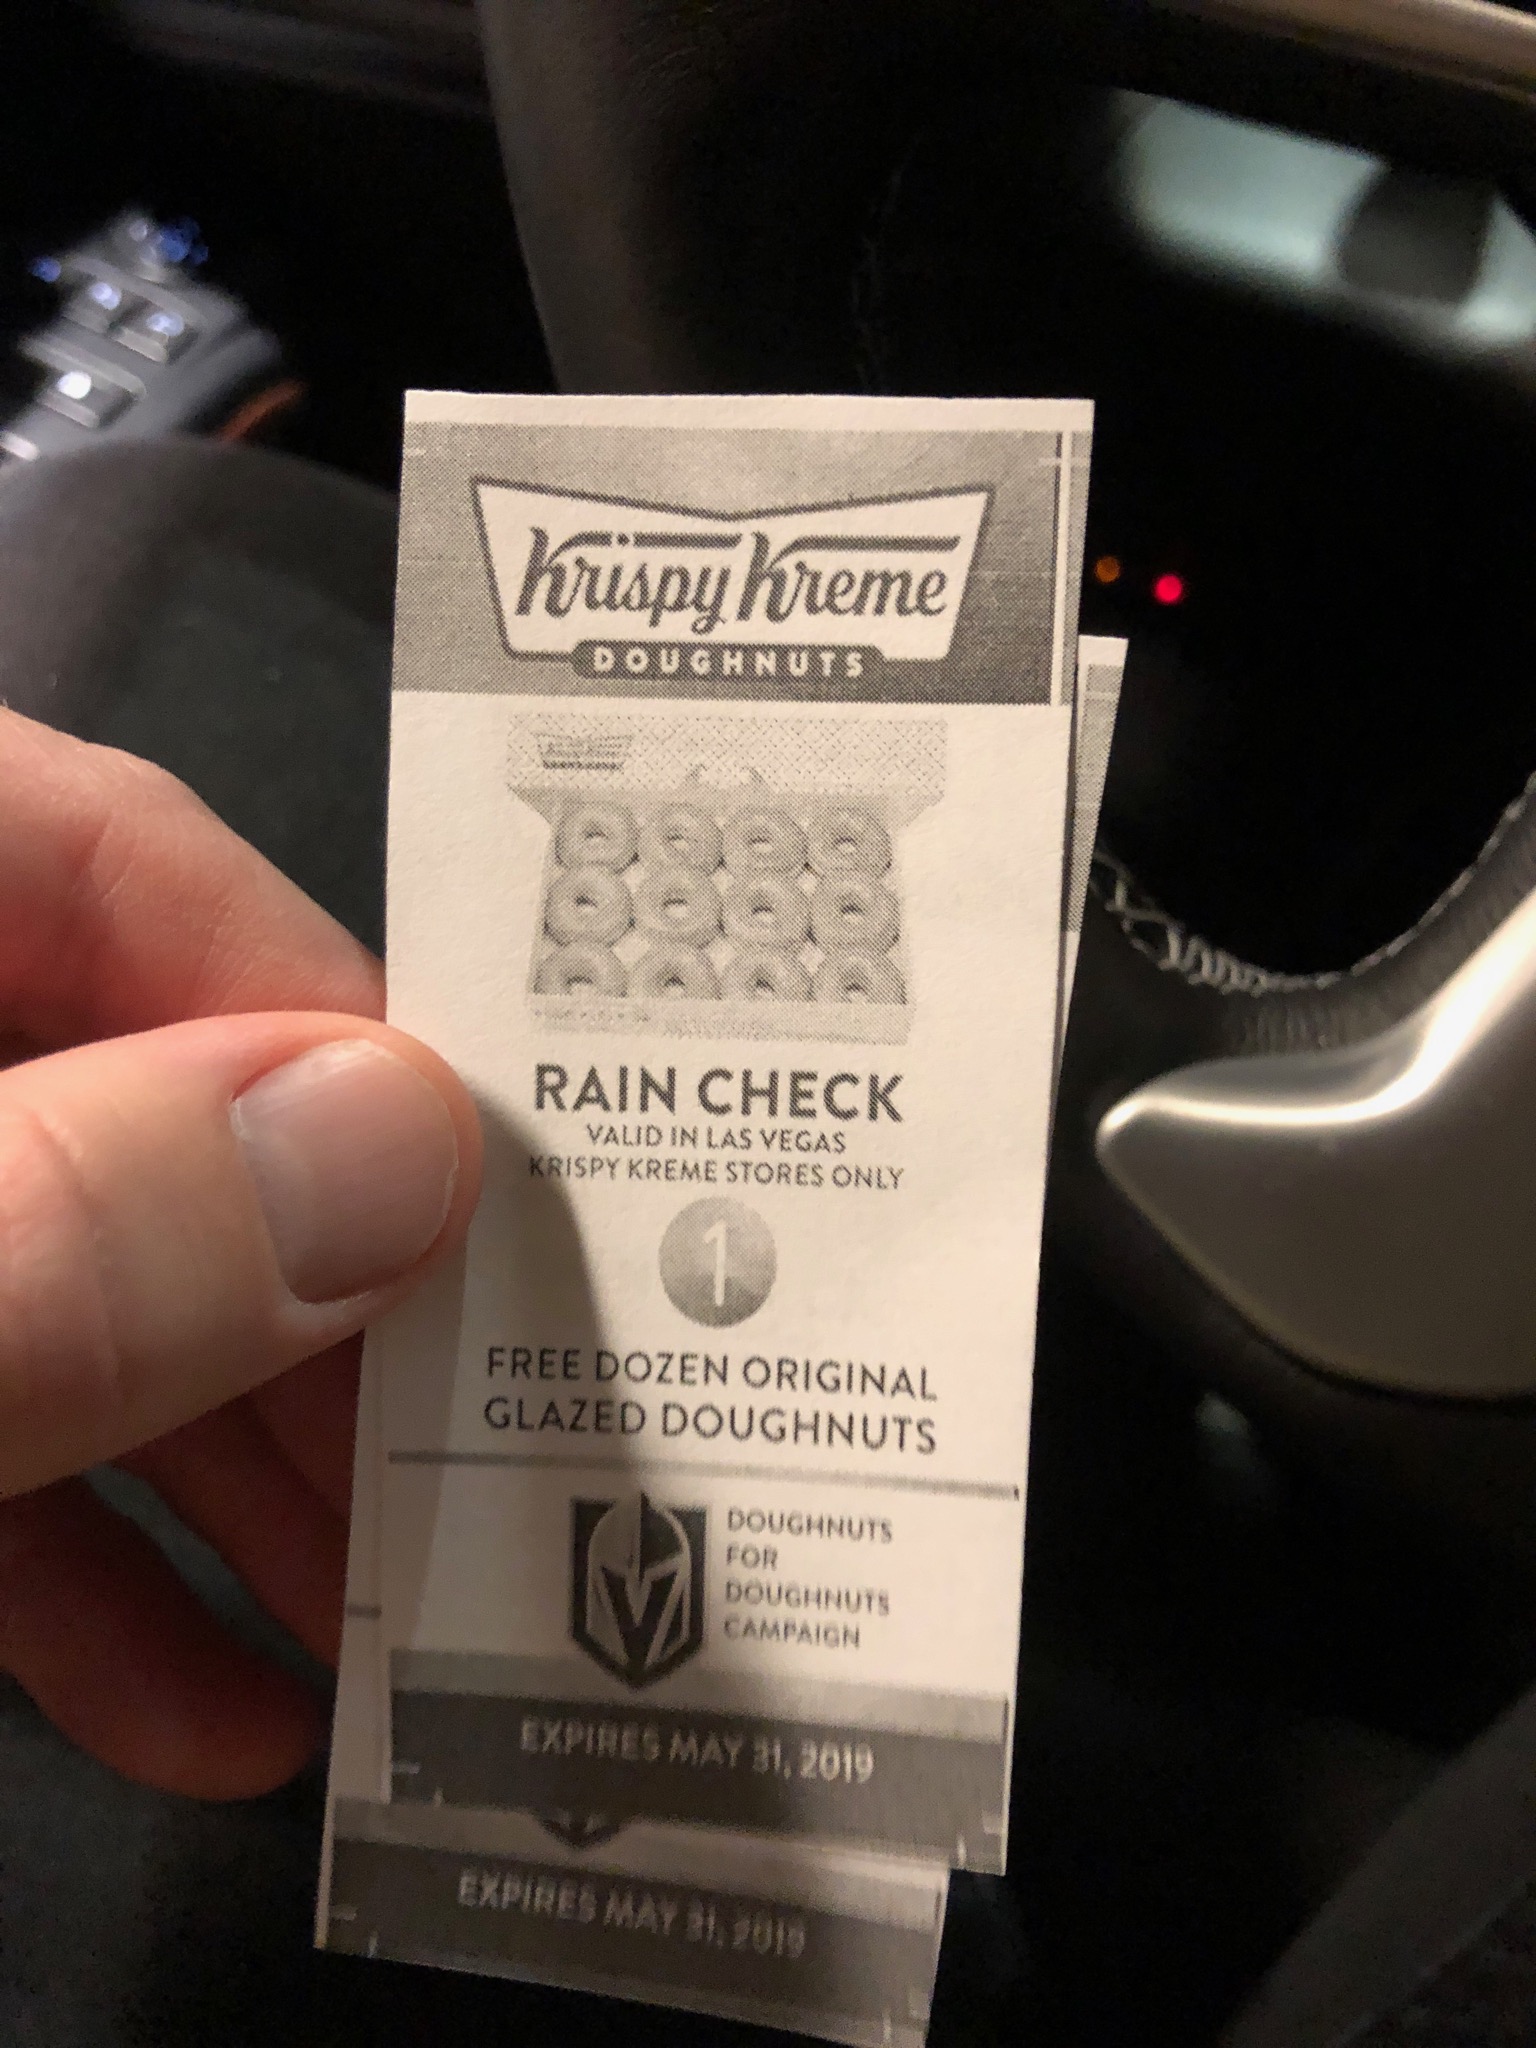 Krispy Kreme
DOUGHNUTS
RAIN CHECK
VALID IN LAS VEGAS
KRISPY KREME STORES ONLY
1
FREE DOZEN ORIGINAL
GLAZED DOUGHNUTS
DOUGHNUTS
FOR
DOUGHNUTS
CAMPAIGN
EXPIRES MAY 31, 2019
EXPIRES MAY 31, 2019